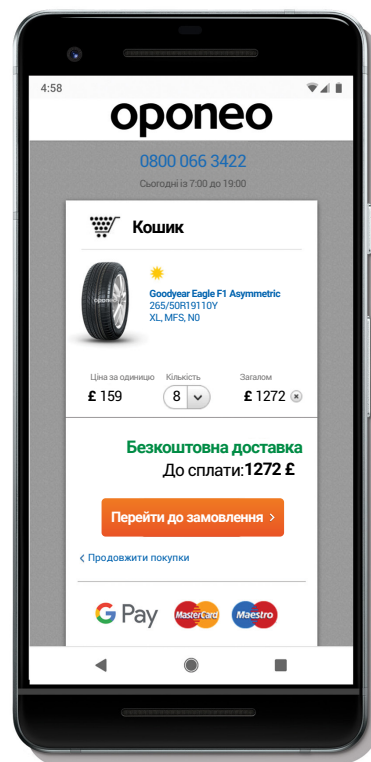 4:58
oponeo
0800 066 3422
Сьогодні із 7:00 до 19:00
Кошик
oponeo
Goodyear Eagle F1 Asymmetric
265/50R19110Y
XL, MFS, N0
Ціна за одиницю Кількість Загалом
£ 159 8 £ 1272
Безкоштовна доставка
До сплати:1272 £
Перейти до замовлення >
< Продовжити покупки
G Pay MasterCard Maestro